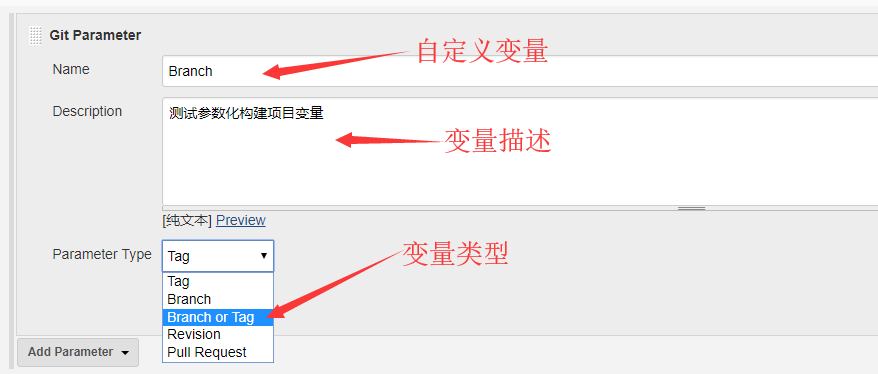 Git Parameter
自定义变量
Name
Branch
Description
测试参数化构建项目变量
变量描述
[纯文本] Preview
变量类型
Parameter Type
Tag
Tag
Branch
Branch or Tag
Revision
Pull Request
Add Parameter